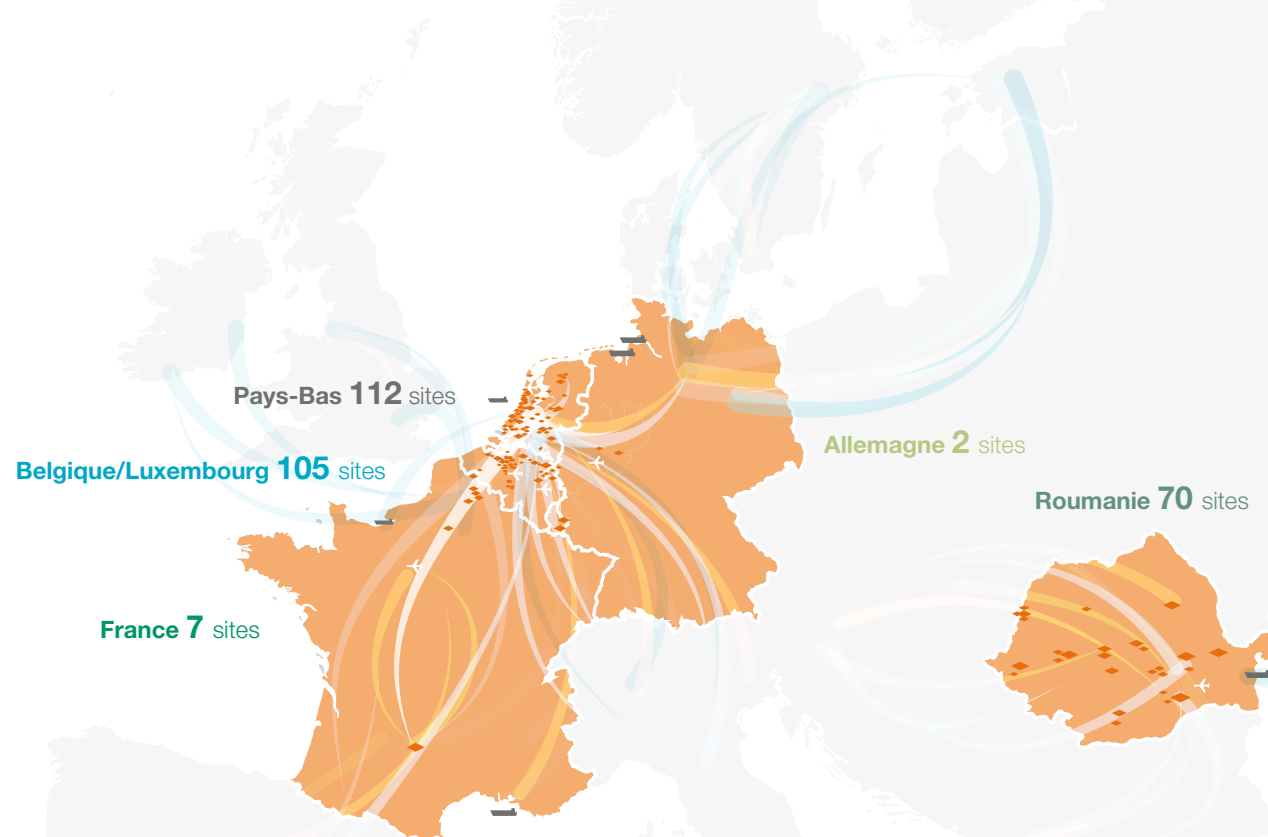 Pays-Bas 112 sites
Allemagne 2 sites
Belgique/Luxembourg 105 sites
Roumanie 70 sites
France 7 sites